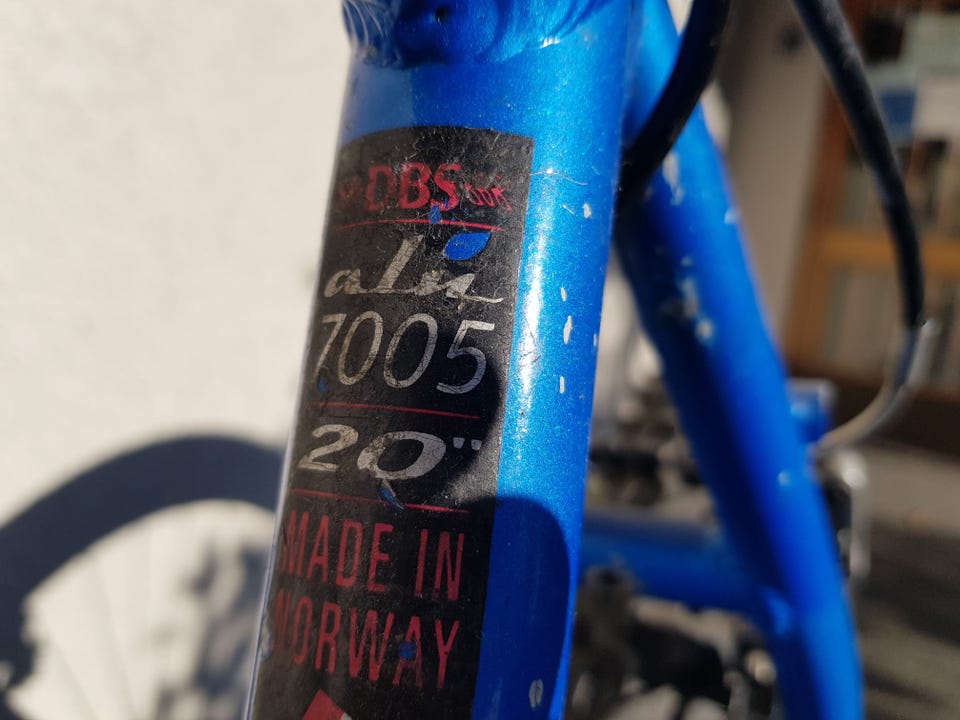 DBS
alu
7005
20"
MADE IN
NORWAY